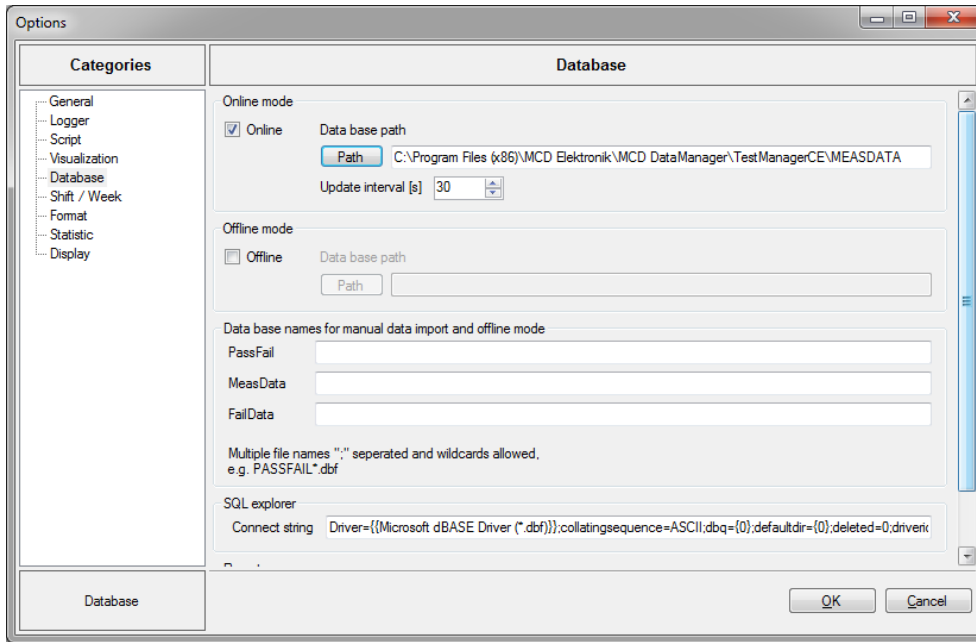 Options
Categories
Database
General
Logger
Script
Visualization
Database
Shift / Week
Format
Statistic
Display
Online mode
Online
Data base path
Path
C:\Program Files (x86)\MCD Elektronik\MCD DataManager\TestManagerCE\MEASDATA
Update interval [s]
30
Offline mode
Offline
Data base path
Path
Data base names for manual data import and offline mode
PassFail
MeasData
FailData
Multiple file names ";" seperated and wildcards allowed,
e.g. PASSFAIL*.dbf
SQL explorer
Connect string
Driver={{Microsoft dBASE Driver (*.dbf)}};collatingsequence=ASCII;dbq={0};defaultdir={0};deleted=0;driveri
Database
OK
Cancel